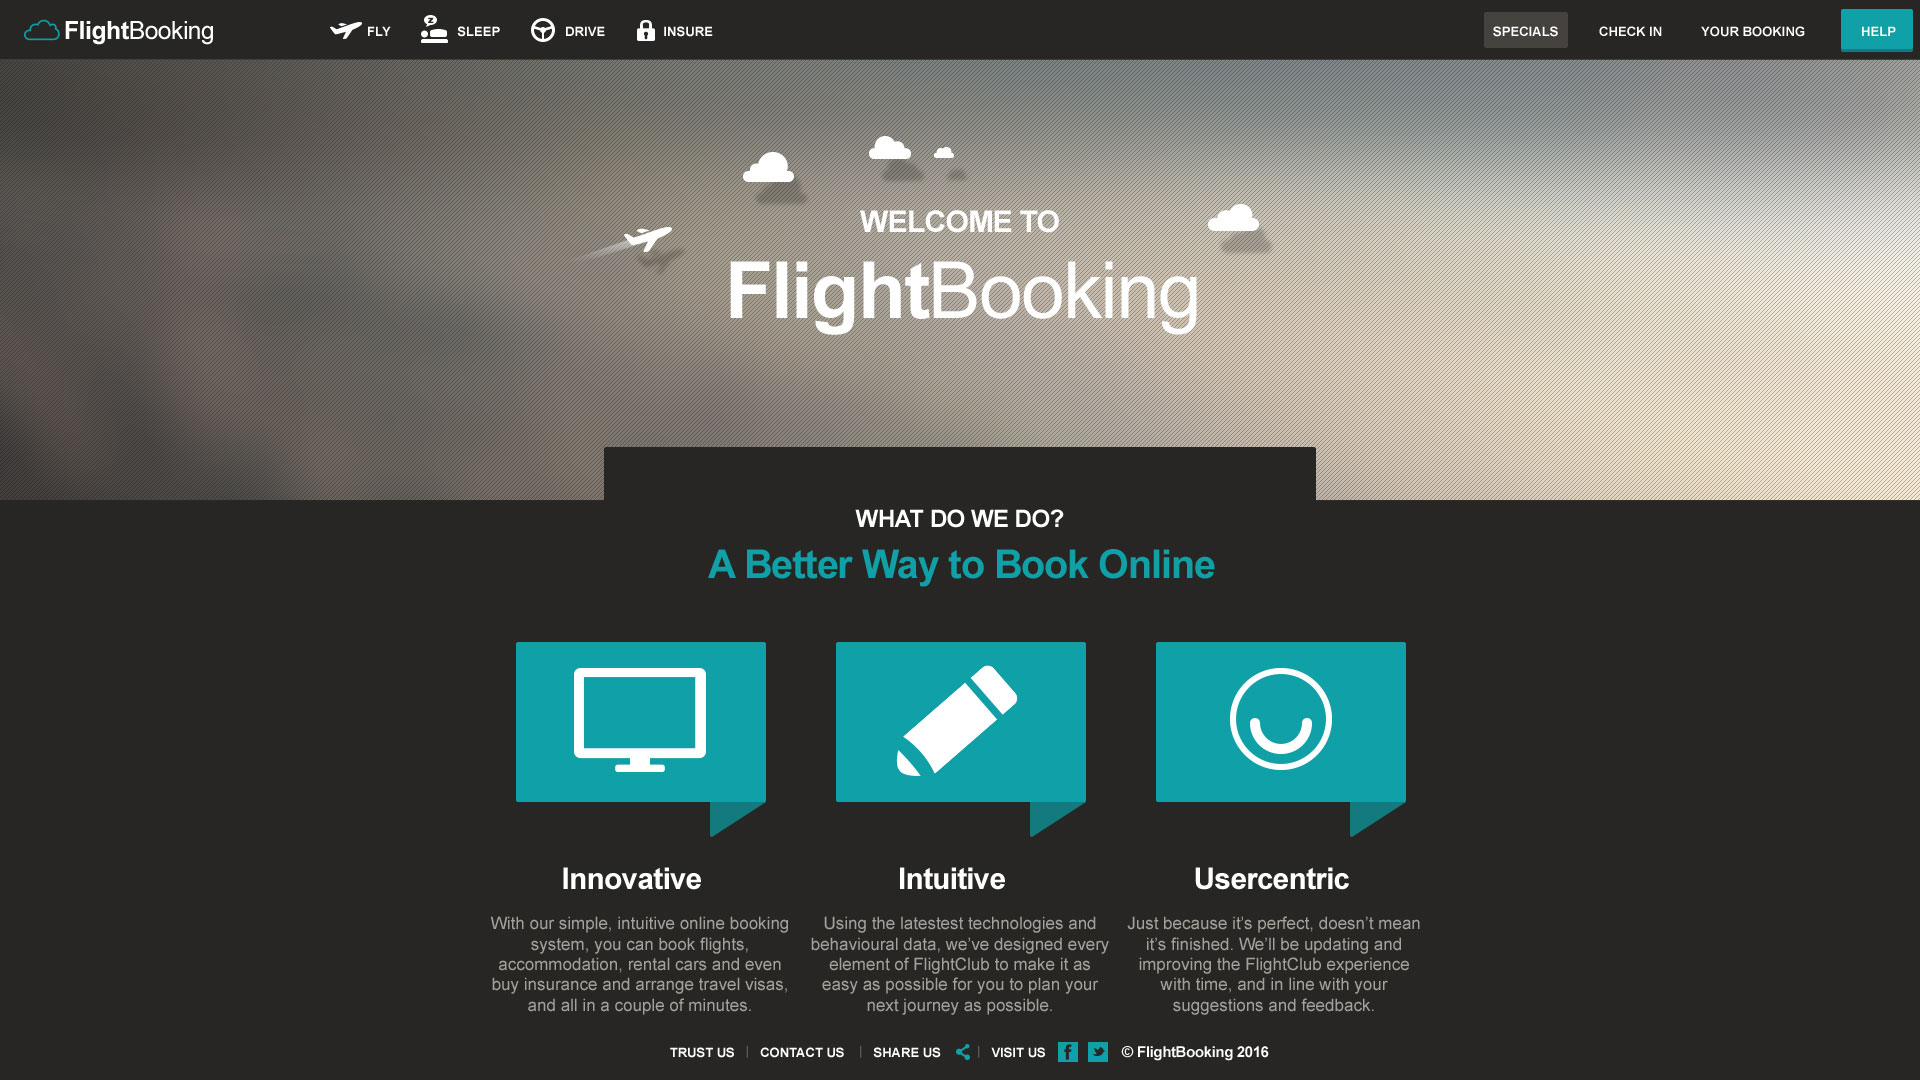 FlightBooking
FLY
SLEEP
DRIVE
INSURE
SPECIALS
CHECK IN
YOUR BOOKING
HELP
WELCOME TO
FlightBooking
WHAT DO WE DO?
A Better Way to Book Online
Innovative
With our simple, intuitive online booking
system, you can book flights,
accommodation, rental cars and even
buy insurance and arrange travel visas,
and all in a couple of minutes.
Intuitive
Using the latestest technologies and
behavioural data, we’ve designed every
element of FlightClub to make it as
easy as possible for you to plan your
next journey as possible.
Usercentric
Just because it’s perfect, doesn’t mean
it’s finished. We’ll be updating and
improving the FlightClub experience
with time, and in line with your
suggestions and feedback.
TRUST US | CONTACT US | SHARE US | VISIT US © FlightBooking 2016